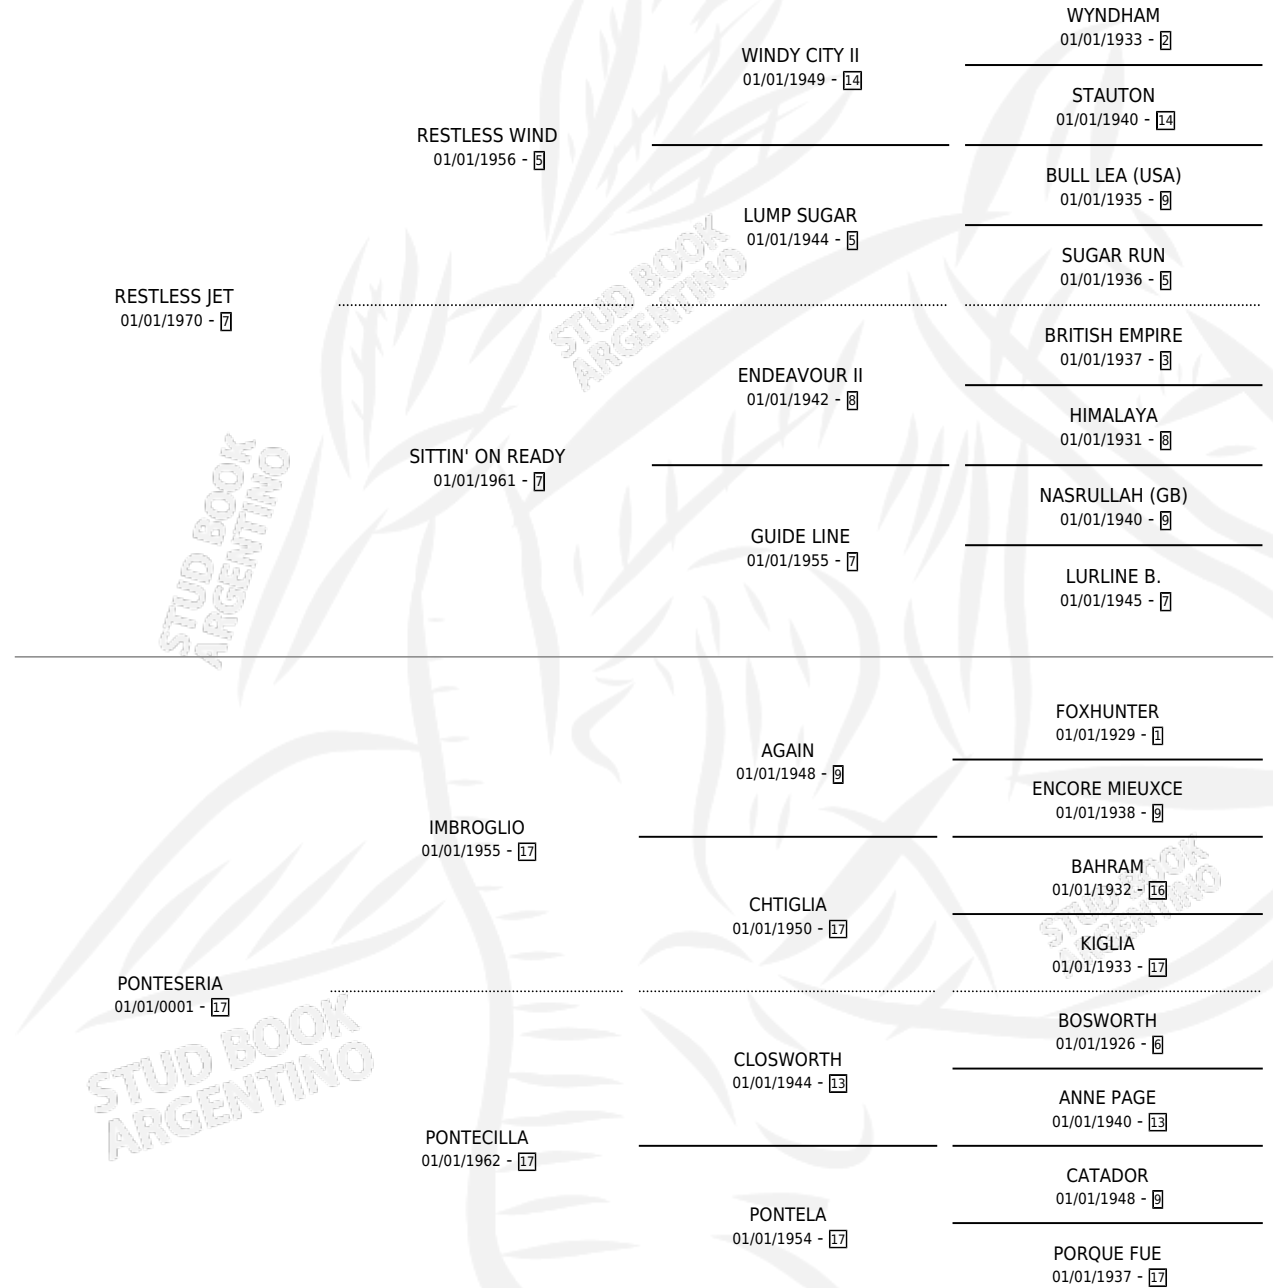 WYNDHAM
01/01/1933 - 2
WINDY CITY II
01/01/1949 - 14
STAUTON
01/01/1940 - 14
RESTLESS WIND
01/01/1956 - 5
BULL LEA (USA)
01/01/1935 - 9
LUMP SUGAR
01/01/1944 - 5
SUGAR RUN
01/01/1936 - 5
RESTLESS JET
01/01/1970 - 7
BRITISH EMPIRE
01/01/1937 - 3
ENDEAVOUR II
01/01/1942 - 8
HIMALAYA
01/01/1931 - 8
SITTIN' ON READY
01/01/1961 - 7
NASRULLAH (GB)
01/01/1940 - 9
GUIDE LINE
01/01/1955 - 7
LURLINE B.
01/01/1945 - 7
STUD BOOK
ARGENTINO
STUD BOOK
ARGENTINO
FOXHUNTER
01/01/1929 - 1
AGAIN
01/01/1948 - 9
ENCORE MIEUXCE
01/01/1938 - 9
IMBROGLIO
01/01/1955 - 17
BAHRAM
01/01/1932 - 16
CHTIGLIA
01/01/1950 - 17
KIGLIA
01/01/1933 - 17
STUD BOOK
ARGENTINO
PONTESERIA
01/01/0001 - 17
BOSWORTH
01/01/1926 - 6
CLOSWORTH
01/01/1944 - 13
ANNE PAGE
01/01/1940 - 13
STUD BOOK
ARGENTINO
PONTECILLA
01/01/1962 - 17
CATADOR
01/01/1948 - 9
PONTELA
01/01/1954 - 17
PORQUE FUE
01/01/1937 - 17